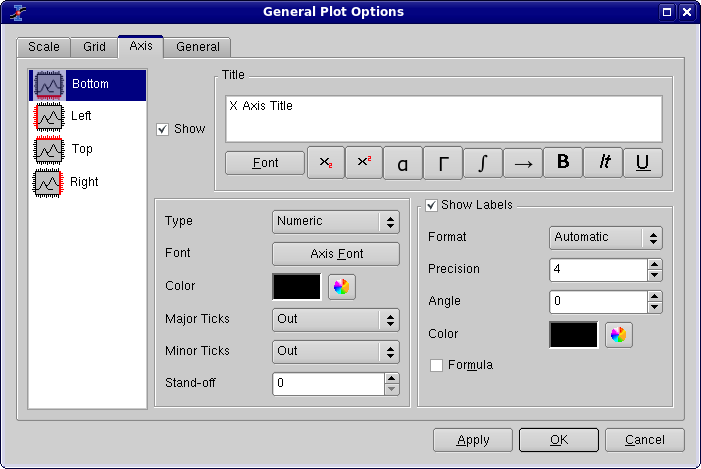 General Plot Options
Scale Grid Axis General
Bottom
Left
Top
Right
Show
Title
X Axis Title
Font x₂ x² α Γ ∫ → B It U
Type Numeric
Font Axis Font
Color
Major Ticks Out
Minor Ticks Out
Stand-off 0
Show Labels
Format Automatic
Precision 4
Angle 0
Color
Formula
Apply OK Cancel